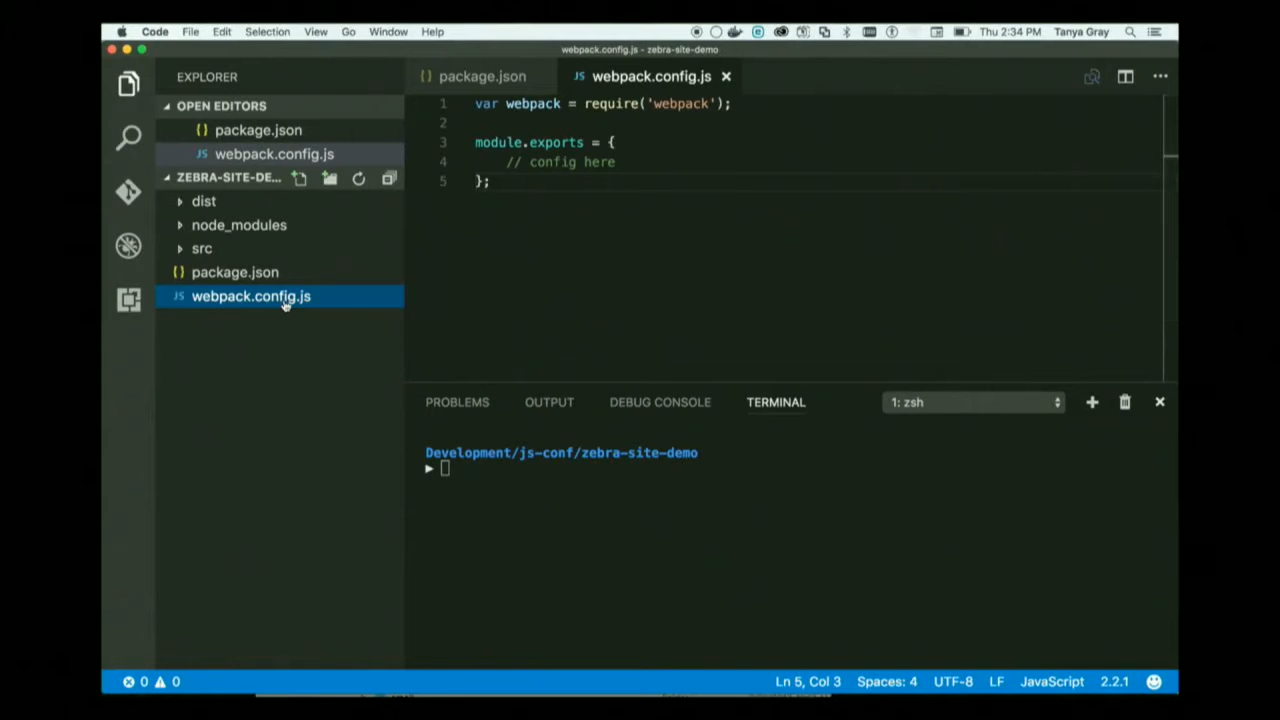 Code File Edit Selection View Go Window Help Thu 2:34 PM Tanya Gray
webpack.config.js - zebra-site-demo
EXPLORER
OPEN EDITORS
{} package.json
JS webpack.config.js
ZEBRA-SITE-DE...
dist
node_modules
src
{} package.json
JS webpack.config.js
{} package.json JS webpack.config.js
1 var webpack = require('webpack');
2
3 module.exports = {
4 // config here
5 };
PROBLEMS OUTPUT DEBUG CONSOLE TERMINAL 1: zsh
Development/js-conf/zebra-site-demo
0 0 Ln 5, Col 3 Spaces: 4 UTF-8 LF JavaScript 2.2.1